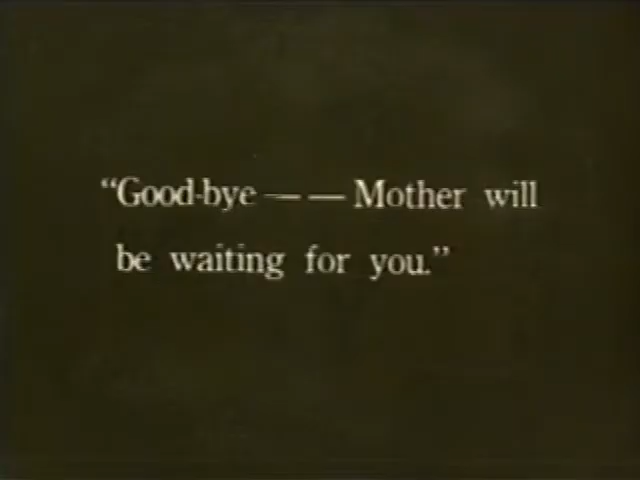 “Good-bye — — Mother will
be waiting for you.”